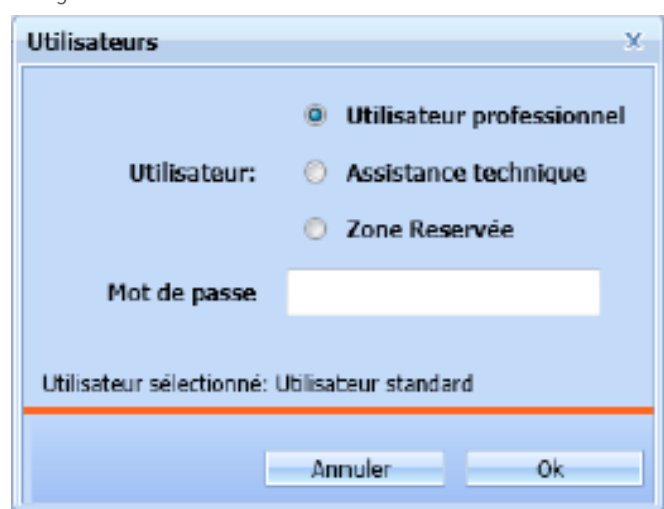 Utilisateurs x
Utilisateur professionnel
Utilisateur: Assistance technique
Zone Reservée
Mot de passe
Utilisateur sélectionné: Utilisateur standard
Annuler Ok